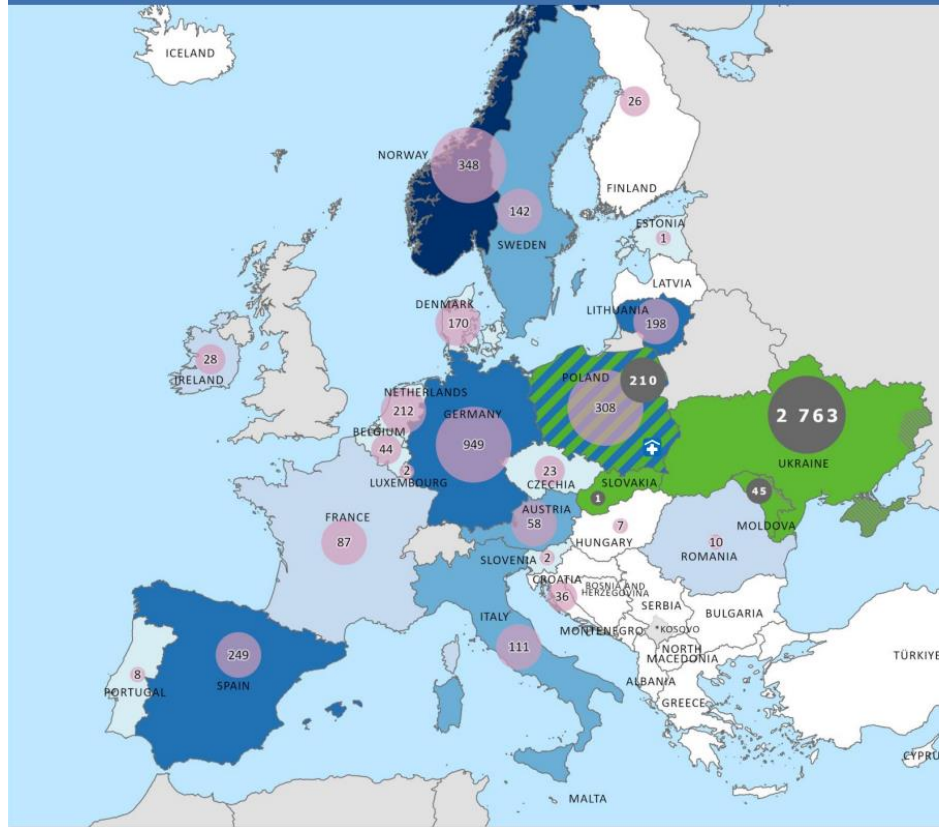 ICELAND
26
NORWAY
348
FINLAND
142
SWEDEN
ESTONIA
1
LATVIA
DENMARK
LITHUANIA
170
198
28
IRELAND
POLAND
210
NETHERLANDS
212
GERMANY
308
2 763
BELGIUM
949
44
UKRAINE
2
LUXEMBOURG
23
CZECHIA
SLOVAKIA
1
45
FRANCE
AUSTRIA
58
MOLDOVA
87
HUNGARY
7
10
ROMANIA
SLOVENIA
2
CROATIA
36
BOSNIA AND
HERZEGOVINA
SERBIA
BULGARIA
ITALY
MONTENEGRO
*KOSOVO
111
NORTH
MACEDONIA
249
SPAIN
TÜRKIYE
8
PORTUGAL
ALBANIA
GREECE
CYPRU
MALTA